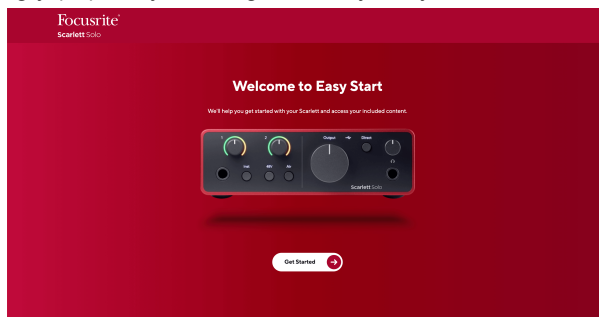 Focusrite®
Scarlett Solo
Welcome to Easy Start
We'll help you get started with your Scarlett and access your included content.
1 2 Output Direct
Inst 48V Air
Scarlett Solo
Get Started